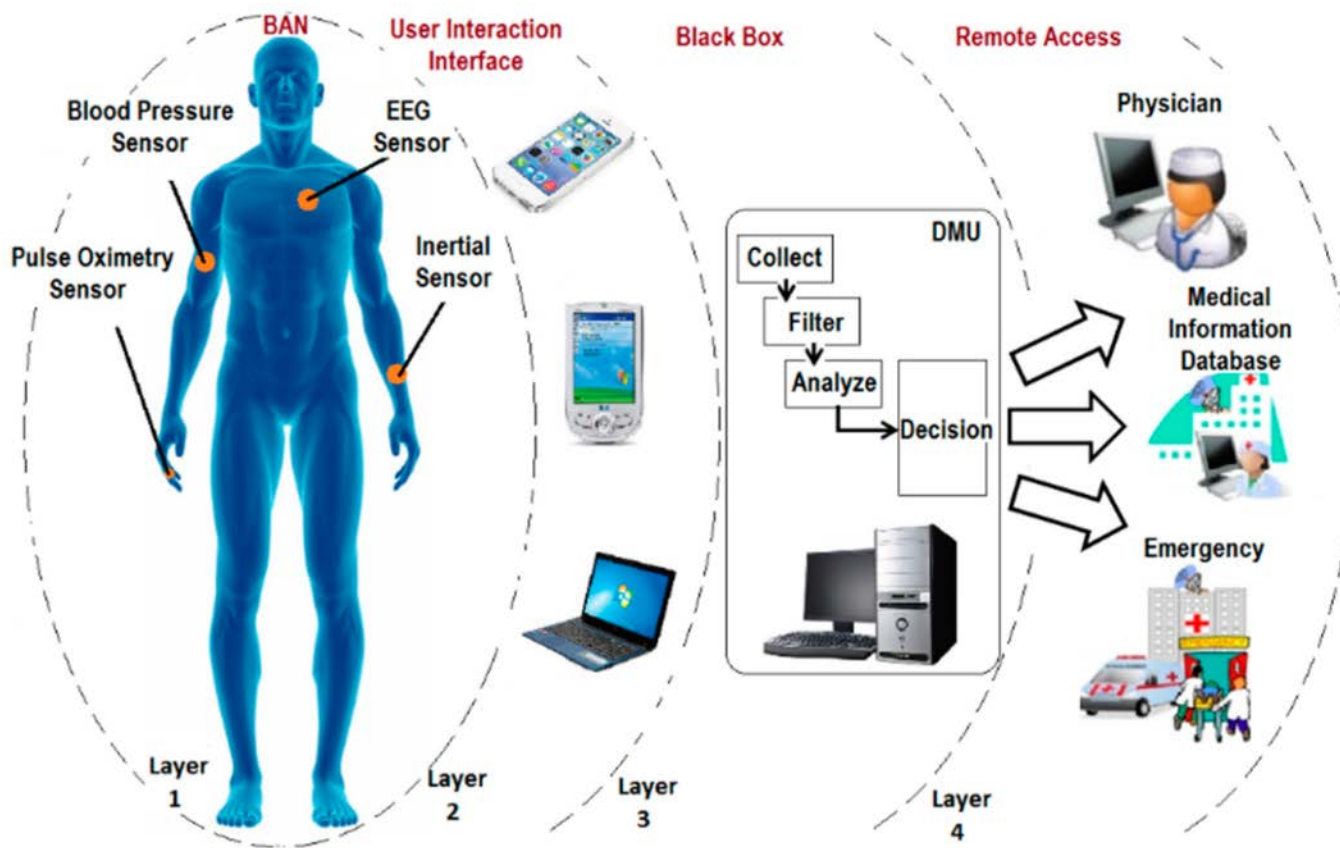 BAN
User Interaction
Interface
Black Box
Remote Access
Blood Pressure
Sensor
EEG
Sensor
Pulse Oximetry
Sensor
Inertial
Sensor
DMU
Collect
Filter
Analyze
Decision
Physician
Medical
Information
Database
Emergency
Layer
1
Layer
2
Layer
3
Layer
4